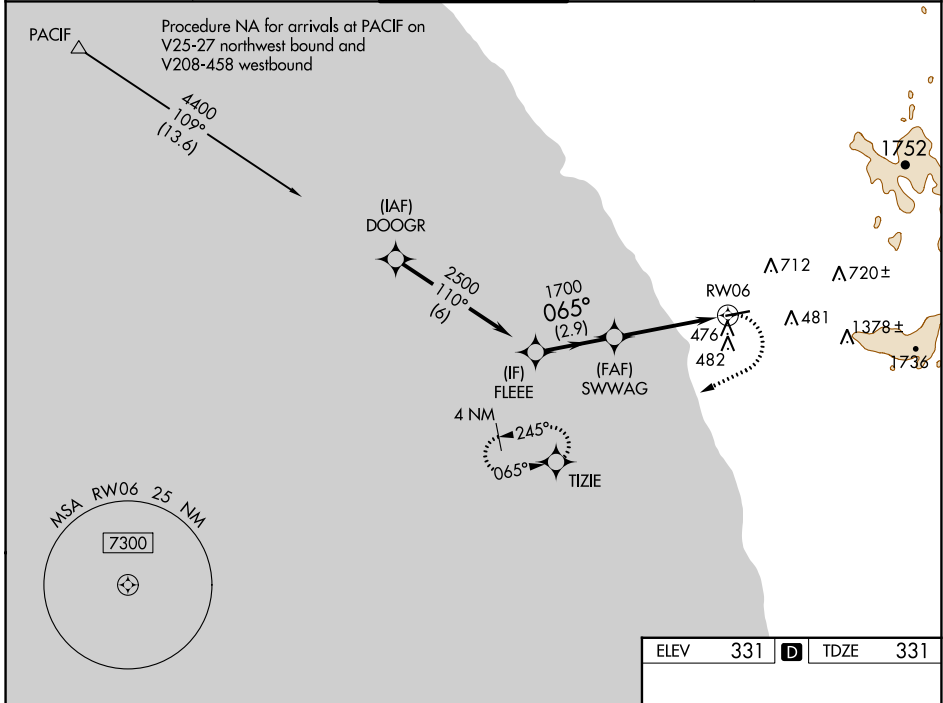 Procedure NA for arrivals at PACIF on
V25-27 northwest bound and
V208-458 westbound
PACIF
4400
109°
(13.6)
1752
(IAF)
DOOGR
2500
110°
(6)
1700
065°
(2.9)
RW06
712
720±
481
1378±
1736
476
482
(IF)
FLEEE
(FAF)
SWWAG
4 NM
245°
065°
TIZIE
MSA RW06 25 NM
7300
ELEV 331 D TDZE 331